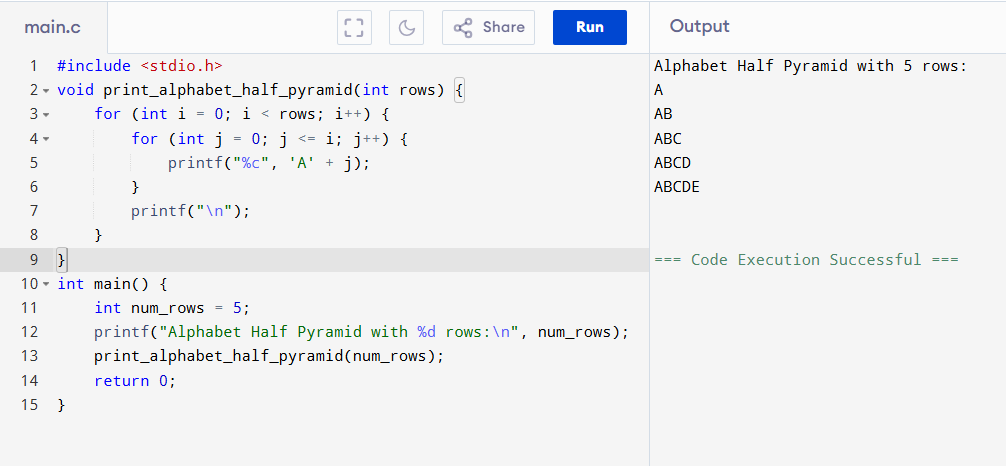 main.c
Share
Run
Output
1 #include <stdio.h>
2 void print_alphabet_half_pyramid(int rows) {
3     for (int i = 0; i < rows; i++) {
4         for (int j = 0; j <= i; j++) {
5             printf("%c", 'A' + j);
6         }
7         printf("\n");
8     }
9 }
10 int main() {
11     int num_rows = 5;
12     printf("Alphabet Half Pyramid with %d rows:\n", num_rows);
13     print_alphabet_half_pyramid(num_rows);
14     return 0;
15 }
Alphabet Half Pyramid with 5 rows:
A
AB
ABC
ABCD
ABCDE
=== Code Execution Successful ===